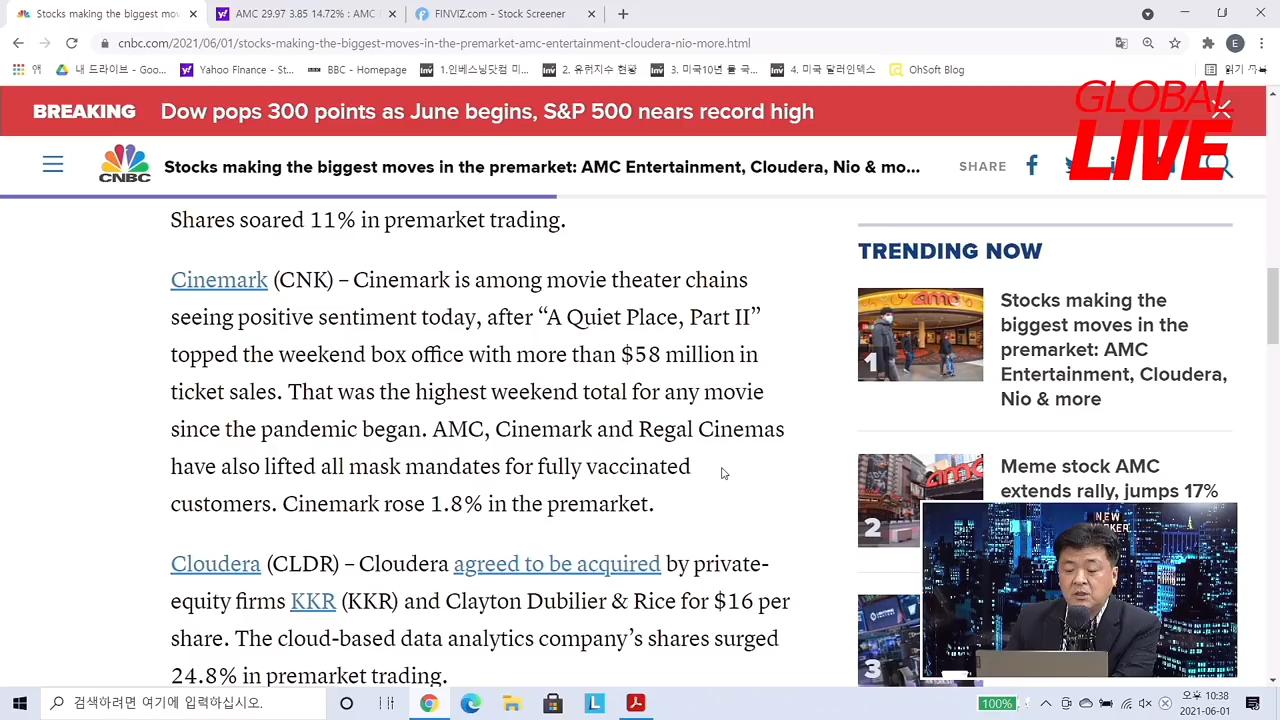 Stocks making the biggest mov
AMC 29.97 3.85 14.72% : AMC
FINVIZ.com - Stock Screener
cnbc.com/2021/06/01/stocks-making-the-biggest-moves-in-the-premarket-amc-entertainment-cloudera-nio-more.html
E
앱
내 드라이브 - Goo...
Yahoo Finance - St...
BBC - Homepage
1.인베스닝닷컴 미...
2. 유런지수 현황
3. 미국10년 물 국...
4. 미국 달러인덱스
OhSoft Blog
BREAKING
Dow pops 300 points as June begins, S&P 500 nears record high
GLOBAL
LIVE
CNBC
Stocks making the biggest moves in the premarket: AMC Entertainment, Cloudera, Nio & mo...
SHARE
Shares soared 11% in premarket trading.
Cinemark (CNK) – Cinemark is among movie theater chains
seeing positive sentiment today, after “A Quiet Place, Part II”
topped the weekend box office with more than $58 million in
ticket sales. That was the highest weekend total for any movie
since the pandemic began. AMC, Cinemark and Regal Cinemas
have also lifted all mask mandates for fully vaccinated
customers. Cinemark rose 1.8% in the premarket.
Cloudera (CLDR) – Cloudera agreed to be acquired by private-
equity firms KKR (KKR) and Clayton Dubilier & Rice for $16 per
share. The cloud-based data analytics company’s shares surged
24.8% in premarket trading.
TRENDING NOW
1
Stocks making the
biggest moves in the
premarket: AMC
Entertainment, Cloudera,
Nio & more
2
Meme stock AMC
extends rally, jumps 17%
3
NEW
검색하려면 여기에 입력하십시오.
100%
오후 10:38
2021-06-01